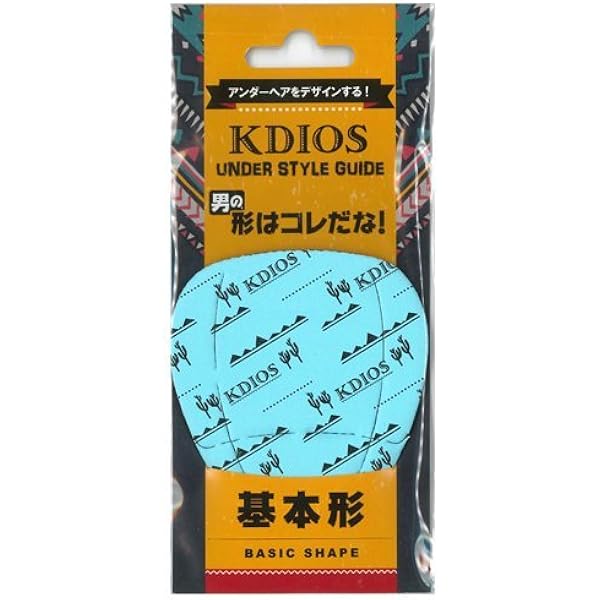 アンダーヘアをデザインする!
KDIOS
UNDER STYLE GUIDE
男の
形はコレだな!
KDIOS
KDIOS
KDIOS
KDIOS
基本形
BASIC SHAPE